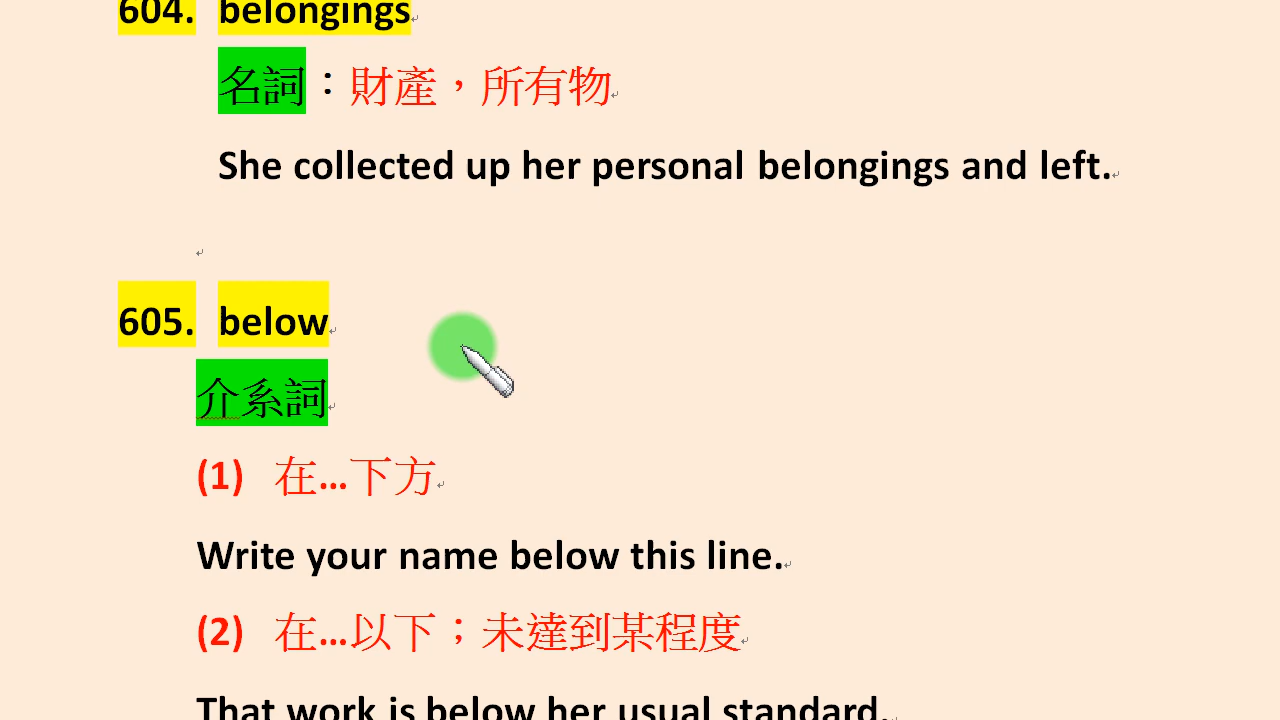 604. belongings
名詞：財產，所有物
She collected up her personal belongings and left.
605. below
介系詞
(1) 在…下方
Write your name below this line.
(2) 在…以下；未達到某程度
That work is below her usual standard.